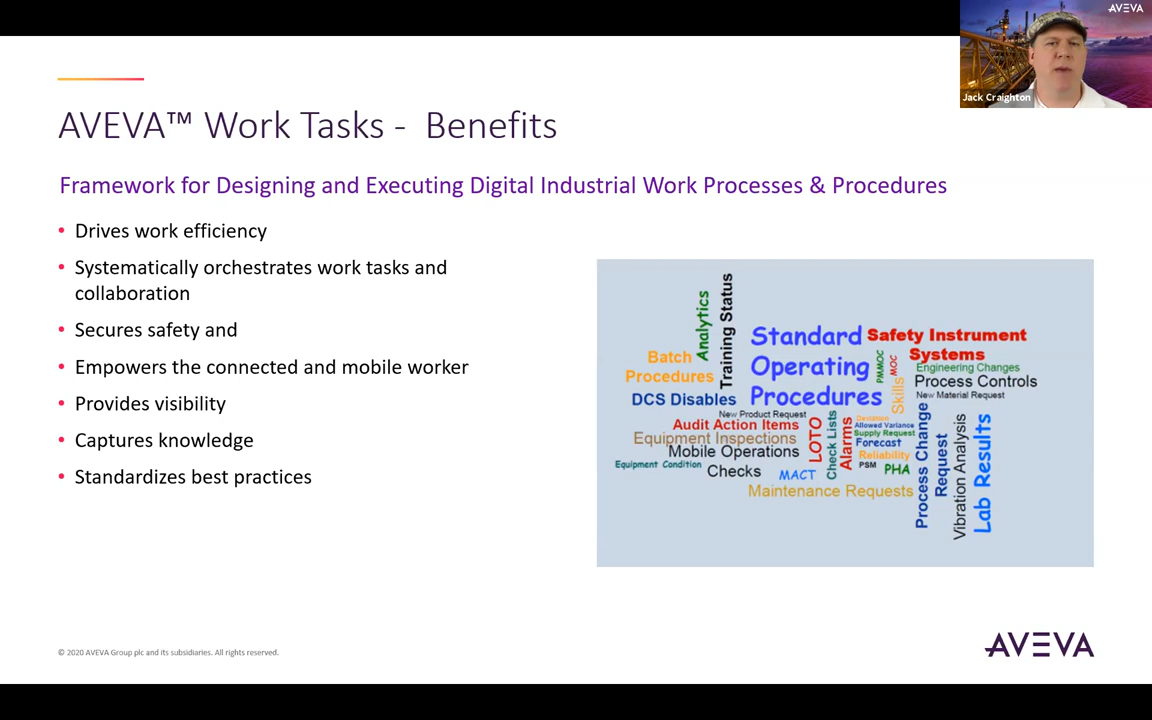 AVEVA
Jack Craighton
AVEVA™ Work Tasks - Benefits
Framework for Designing and Executing Digital Industrial Work Processes & Procedures
• Drives work efficiency
• Systematically orchestrates work tasks and
collaboration
• Secures safety and
• Empowers the connected and mobile worker
• Provides visibility
• Captures knowledge
• Standardizes best practices
Analytics
Training Status
Batch
Procedures
DCS Disables
Standard
Operating
Procedures
Safety Instrument
Systems
PMMOC
MOC
Skills
Engineering Changes
Process Controls
New Material Request
New Product Request
Audit Action Items
Equipment Inspections
Mobile Operations
Equipment Condition
Checks
MACT
Maintenance Requests
LOTO
Check Lists
Alarms
Deviation
Allowed Variance
Supply Request
Forecast
Reliability
PSM
PHA
Process Change
Request
Vibration Analysis
Lab Results
© 2020 AVEVA Group plc and its subsidiaries. All rights reserved.
AVEVA